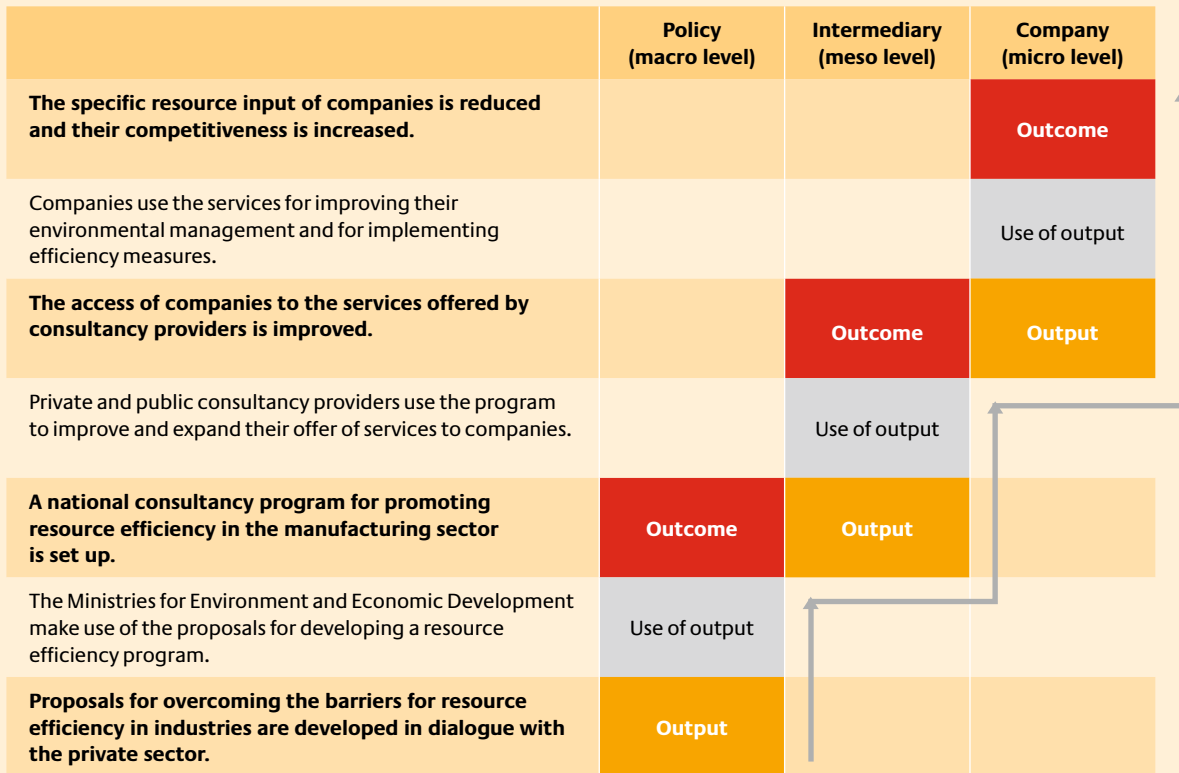 Policy
(macro level)
Intermediary
(meso level)
Company
(micro level)
The specific resource input of companies is reduced
and their competitiveness is increased.
Outcome
Companies use the services for improving their
environmental management and for implementing
efficiency measures.
Use of output
The access of companies to the services offered by
consultancy providers is improved.
Outcome
Output
Private and public consultancy providers use the program
to improve and expand their offer of services to companies.
Use of output
A national consultancy program for promoting
resource efficiency in the manufacturing sector
is set up.
Outcome
Output
The Ministries for Environment and Economic Development
make use of the proposals for developing a resource
efficiency program.
Use of output
Proposals for overcoming the barriers for resource
efficiency in industries are developed in dialogue with
the private sector.
Output